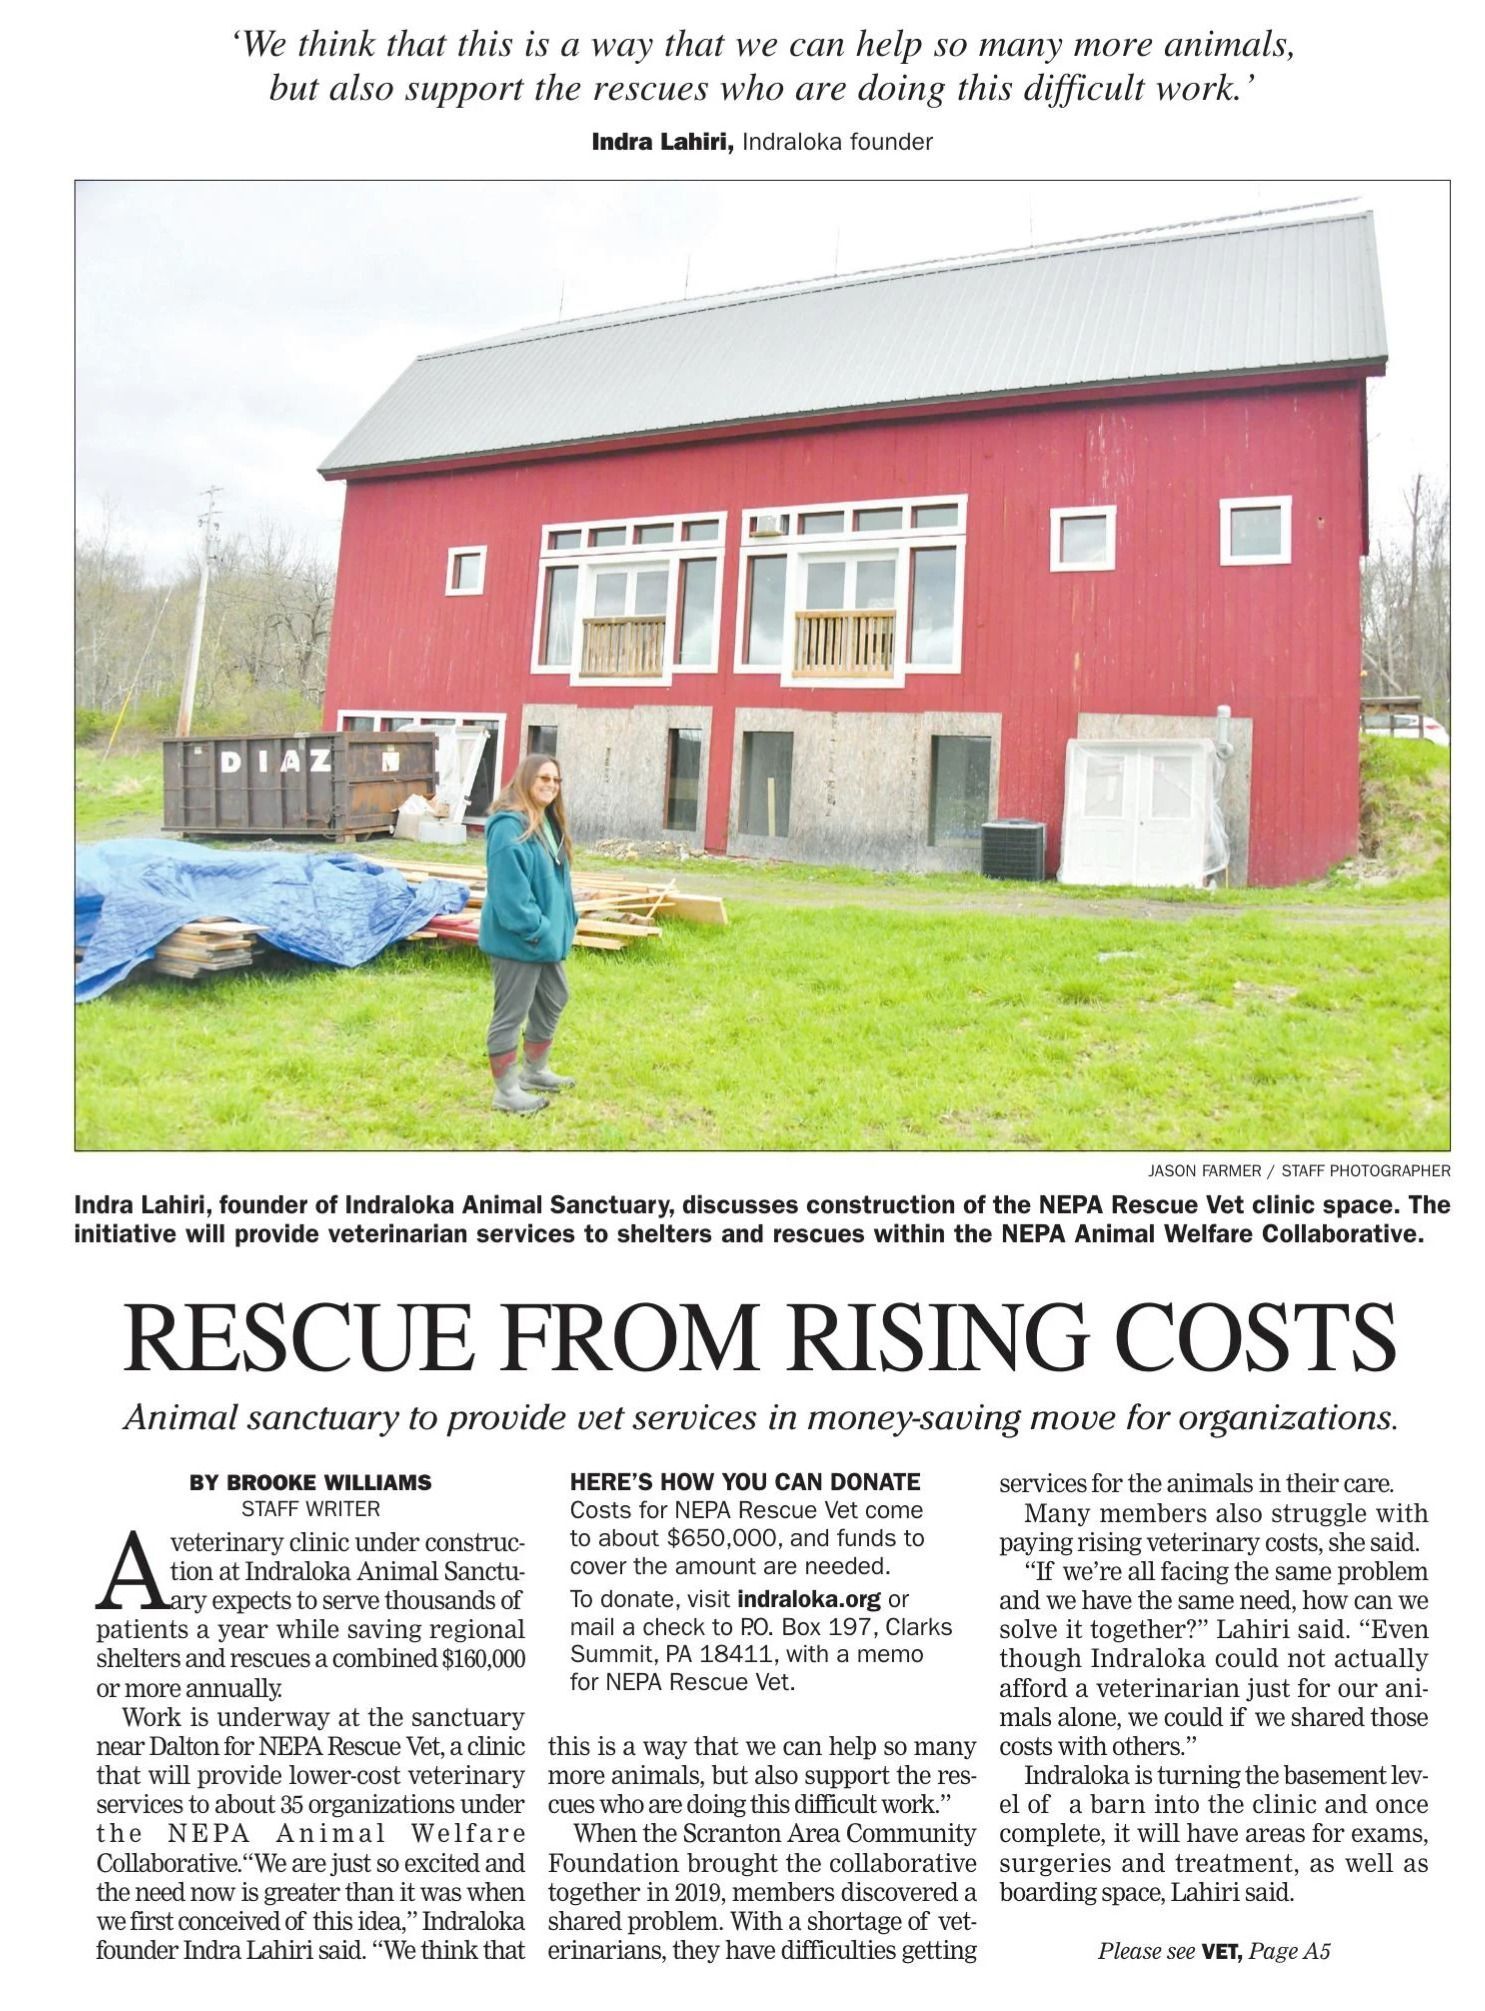 ‘We think that this is a way that we can help so many more animals,
but also support the rescues who are doing this difficult work.’
Indra Lahiri, Indraloka founder
DIAZ
JASON FARMER / STAFF PHOTOGRAPHER
Indra Lahiri, founder of Indraloka Animal Sanctuary, discusses construction of the NEPA Rescue Vet clinic space. The
initiative will provide veterinarian services to shelters and rescues within the NEPA Animal Welfare Collaborative.
RESCUE FROM RISING COSTS
Animal sanctuary to provide vet services in money-saving move for organizations.
BY BROOKE WILLIAMS
STAFF WRITER
A veterinary clinic under construc-
tion at Indraloka Animal Sanctu-
ary expects to serve thousands of
patients a year while saving regional
shelters and rescues a combined $160,000
or more annually.
Work is underway at the sanctuary
near Dalton for NEPA Rescue Vet, a clinic
that will provide lower-cost veterinary
services to about 35 organizations under
the NEPA Animal Welfare
Collaborative.“We are just so excited and
the need now is greater than it was when
we first conceived of this idea,” Indraloka
founder Indra Lahiri said. “We think that
HERE’S HOW YOU CAN DONATE
Costs for NEPA Rescue Vet come
to about $650,000, and funds to
cover the amount are needed.
To donate, visit indraloka.org or
mail a check to P.O. Box 197, Clarks
Summit, PA 18411, with a memo
for NEPA Rescue Vet.
this is a way that we can help so many
more animals, but also support the res-
cues who are doing this difficult work.”
When the Scranton Area Community
Foundation brought the collaborative
together in 2019, members discovered a
shared problem. With a shortage of vet-
erinarians, they have difficulties getting
services for the animals in their care.
Many members also struggle with
paying rising veterinary costs, she said.
“If we’re all facing the same problem
and we have the same need, how can we
solve it together?” Lahiri said. “Even
though Indraloka could not actually
afford a veterinarian just for our ani-
mals alone, we could if we shared those
costs with others.”
Indraloka is turning the basement lev-
el of a barn into the clinic and once
complete, it will have areas for exams,
surgeries and treatment, as well as
boarding space, Lahiri said.
Please see VET, Page A5